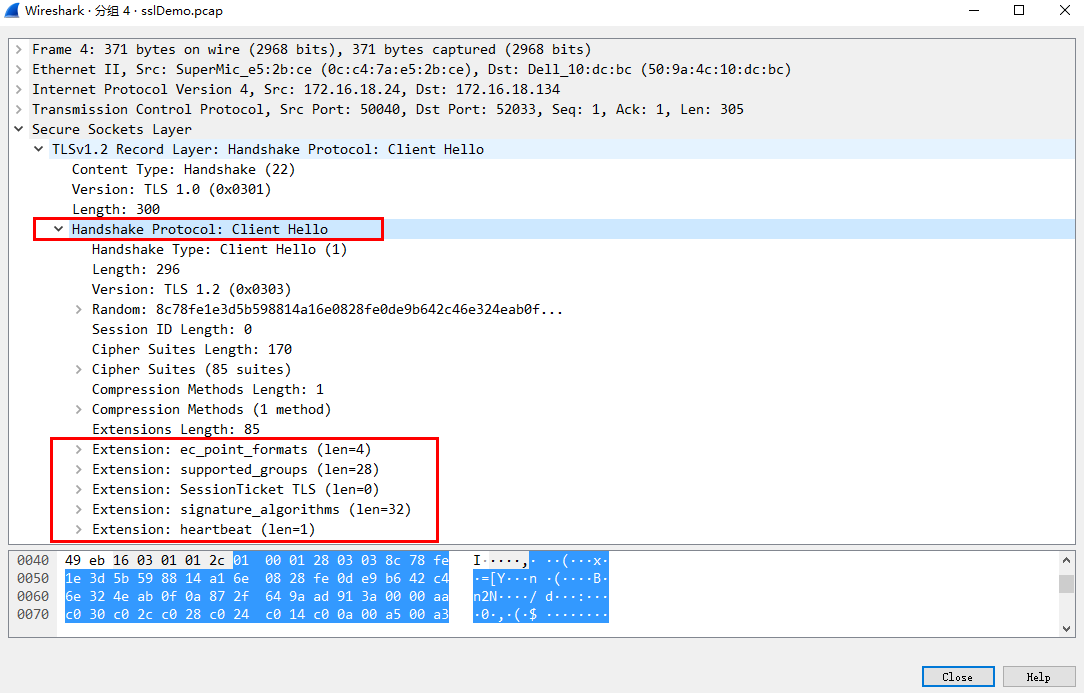 Wireshark · 分组 4 · sslDemo.pcap
Frame 4: 371 bytes on wire (2968 bits), 371 bytes captured (2968 bits)
Ethernet II, Src: SuperMic_e5:2b:ce (0c:c4:7a:e5:2b:ce), Dst: Dell_10:dc:bc (50:9a:4c:10:dc:bc)
Internet Protocol Version 4, Src: 172.16.18.24, Dst: 172.16.18.134
Transmission Control Protocol, Src Port: 50040, Dst Port: 52033, Seq: 1, Ack: 1, Len: 305
Secure Sockets Layer
TLSv1.2 Record Layer: Handshake Protocol: Client Hello
Content Type: Handshake (22)
Version: TLS 1.0 (0x0301)
Length: 300
Handshake Protocol: Client Hello
Handshake Type: Client Hello (1)
Length: 296
Version: TLS 1.2 (0x0303)
Random: 8c78fe1e3d5b598814a16e0828fe0de9b642c46e324eab0f...
Session ID Length: 0
Cipher Suites Length: 170
Cipher Suites (85 suites)
Compression Methods Length: 1
Compression Methods (1 method)
Extensions Length: 85
Extension: ec_point_formats (len=4)
Extension: supported_groups (len=28)
Extension: SessionTicket TLS (len=0)
Extension: signature_algorithms (len=32)
Extension: heartbeat (len=1)
0040 49 eb 16 03 01 01 2c 01 00 01 28 03 03 8c 78 fe I·····,· ··(···x·
0050 1e 3d 5b 59 88 14 a1 6e 08 28 fe 0d e9 b6 42 c4 ·=[Y···n ·(····B·
0060 6e 32 4e ab 0f 0a 87 2f 64 9a ad 91 3a 00 00 aa n2N····/ d···:···
0070 c0 30 c0 2c c0 28 c0 24 c0 14 c0 0a 00 a5 00 a3 ·0·,·(·$ ········
Close Help